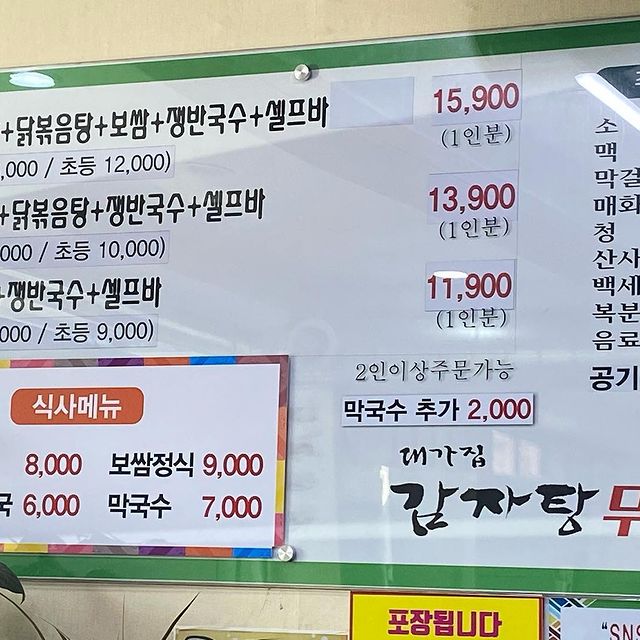 +닭볶음탕+보쌈+쟁반국수+셀프바 15,900
(1인분)
,000 / 초등 12,000)
+닭볶음탕+쟁반국수+셀프바 13,900
(1인분)
000 / 초등 10,000)
+쟁반국수+셀프바 11,900
(1인분)
000 / 초등 9,000)
2인이상주문가능
막국수 추가 2,000
식사메뉴
8,000 보쌈정식 9,000
국 6,000 막국수 7,000
대가집
감자탕 무
소
맥
막걸
매화
청
산사
백세
복분
음료
공기
포장됩니다
"SNS